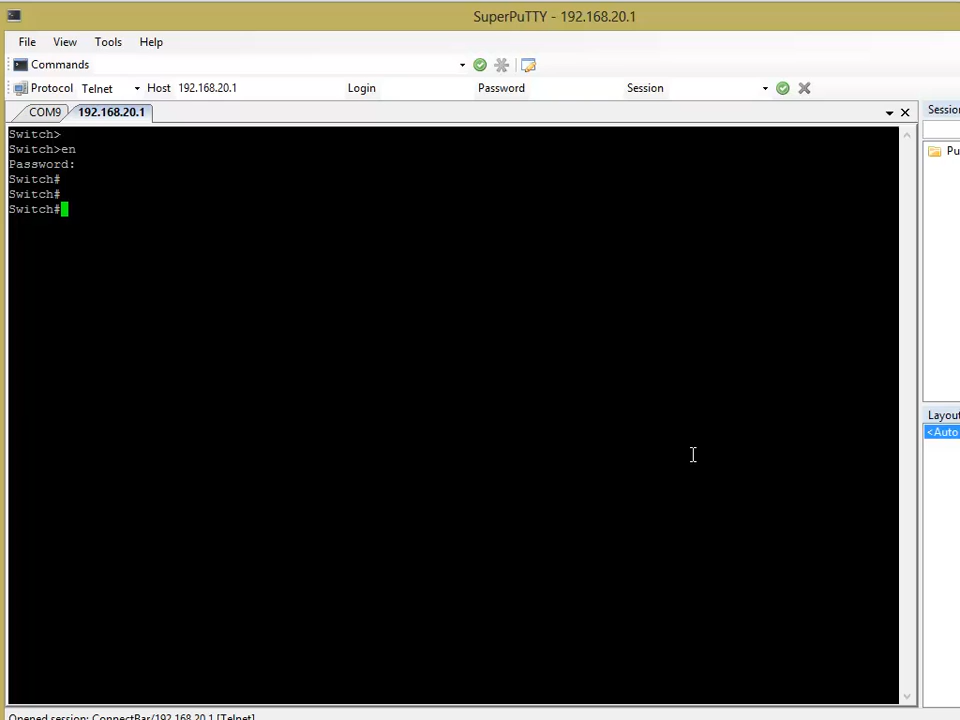 SuperPuTTY - 192.168.20.1
File View Tools Help
Commands
Protocol Telnet Host 192.168.20.1 Login Password Session
COM9 192.168.20.1
Sessio
Switch>
Switch>en
Pu
Password:
Switch#
Switch#
Switch#
Layout
<Auto
Opened session: ConnectBar/192.168.20.1 [Telnet]